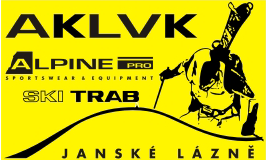 AKLVK
ALPINE PRO
SPORTSWEAR & EQUIPMENT
SKI TRAB
JANSKÉ LÁZNĚ